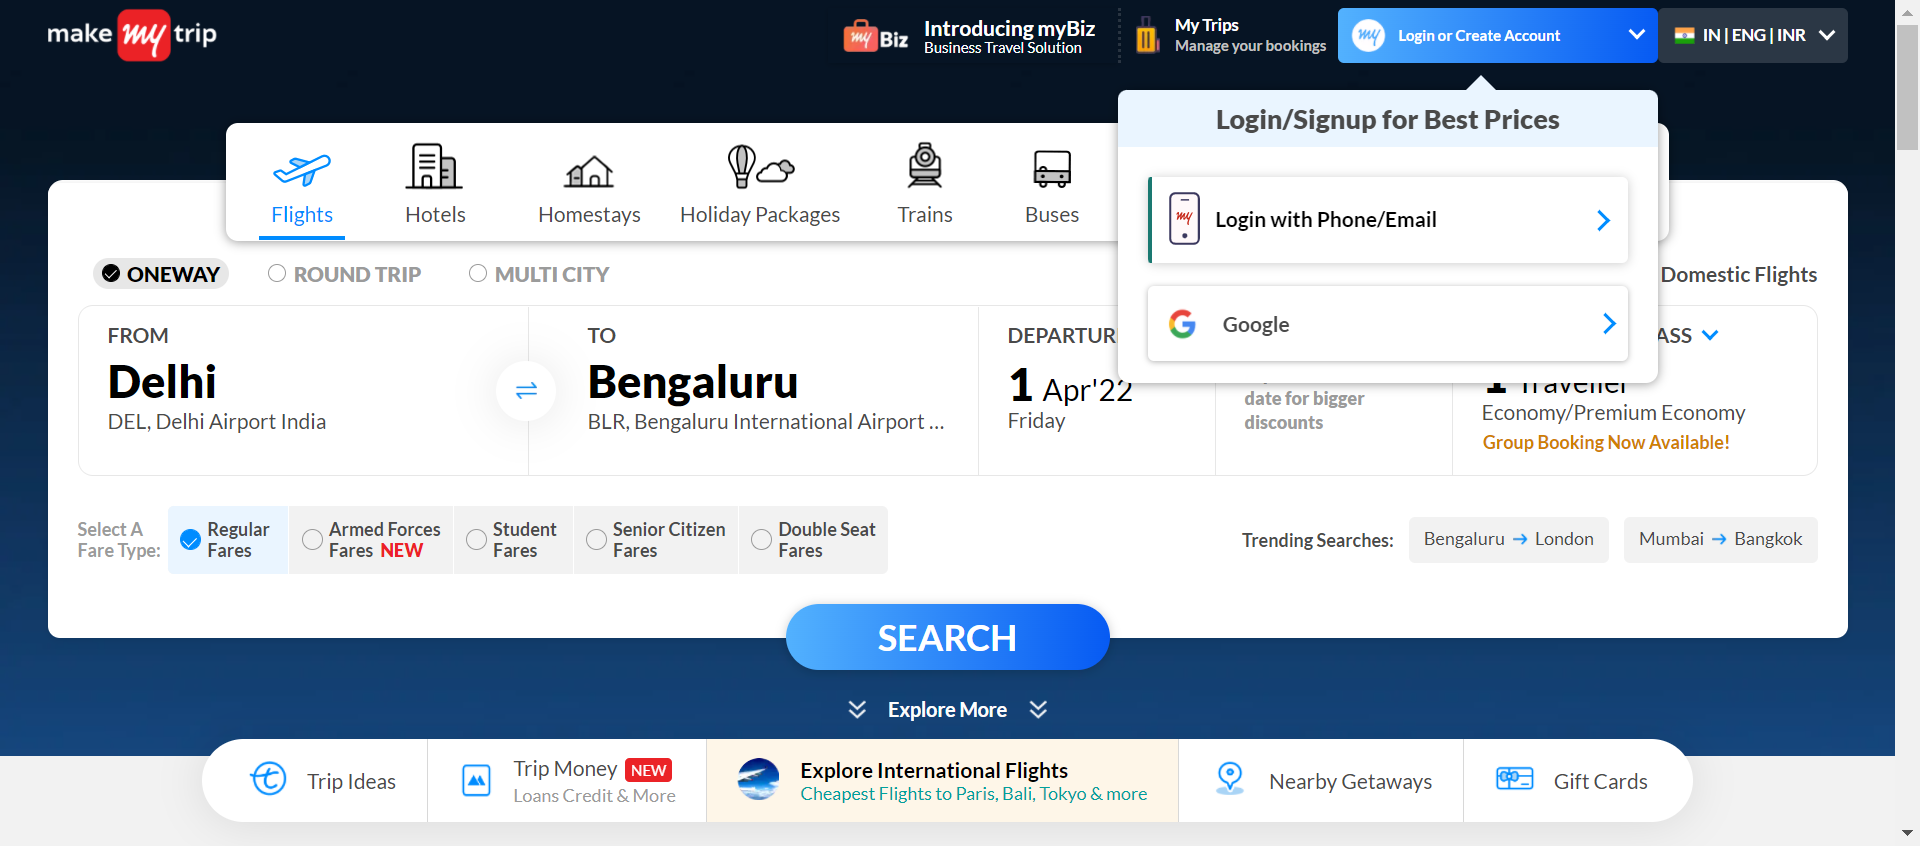 make my trip
my Biz
Introducing myBiz
Business Travel Solution
My Trips
Manage your bookings
my
Login or Create Account
IN | ENG | INR
Login/Signup for Best Prices
my
Login with Phone/Email
Google
Flights
Hotels
Homestays
Holiday Packages
Trains
Buses
ONEWAY
ROUND TRIP
MULTI CITY
Domestic Flights
FROM
Delhi
DEL, Delhi Airport India
TO
Bengaluru
BLR, Bengaluru International Airport ...
DEPARTUR
1 Apr'22
Friday
date for bigger
discounts
ASS
1 Traveller
Economy/Premium Economy
Group Booking Now Available!
Select A
Fare Type:
Regular
Fares
Armed Forces
Fares NEW
Student
Fares
Senior Citizen
Fares
Double Seat
Fares
Trending Searches:
Bengaluru → London
Mumbai → Bangkok
SEARCH
Explore More
Trip Ideas
Trip Money NEW
Loans Credit & More
Explore International Flights
Cheapest Flights to Paris, Bali, Tokyo & more
Nearby Getaways
Gift Cards